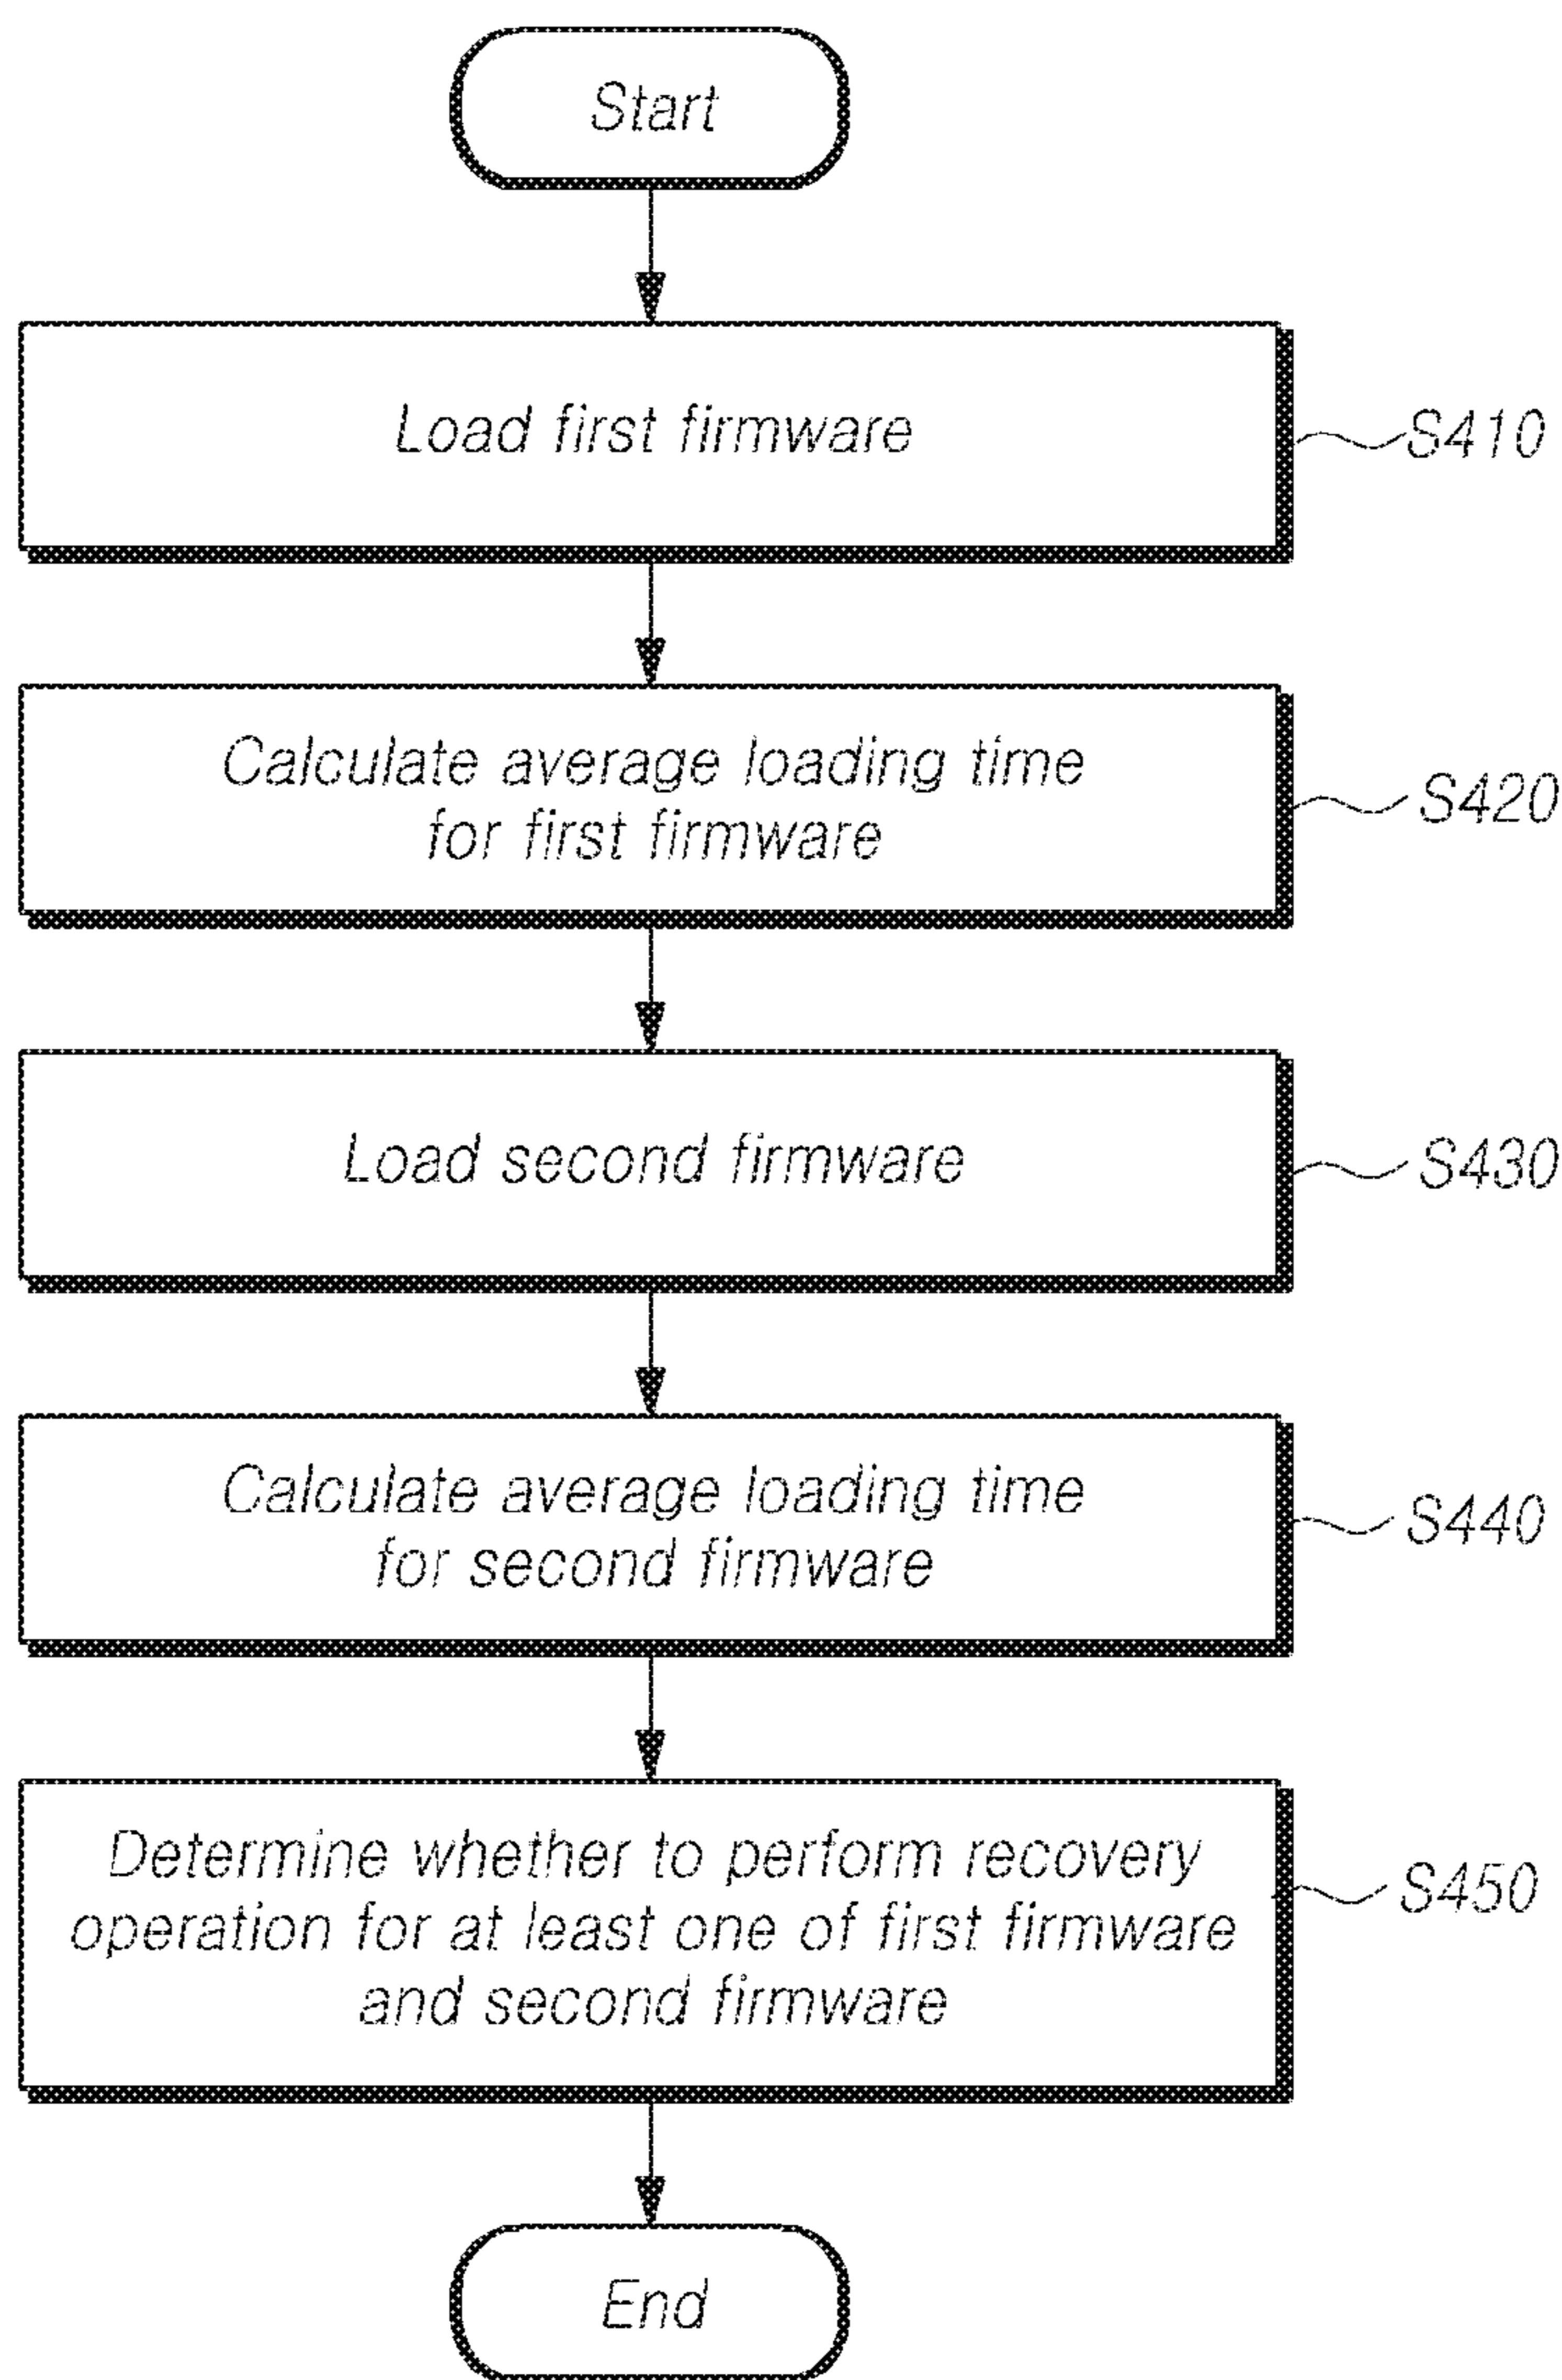 Start
Load first firmware
S410
Calculate average loading time
for first firmware
S420
Load second firmware
S430
Calculate average loading time
for second firmware
S440
Determine whether to perform recovery
operation for at least one of first firmware
and second firmware
S450
End